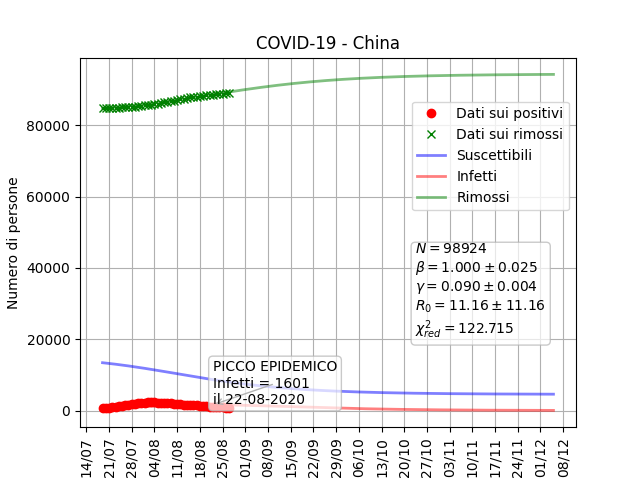 COVID-19 - China
Numero di persone
80000
60000
40000
20000
0
Dati sui positivi
Dati sui rimossi
Suscettibili
Infetti
Rimossi
N = 98924
β = 1.000 ± 0.025
γ = 0.090 ± 0.004
R₀ = 11.16 ± 11.16
χ²red = 122.715
PICCO EPIDEMICO
Infetti = 1601
il 22-08-2020
14/07
21/07
28/07
04/08
11/08
18/08
25/08
01/09
08/09
15/09
22/09
29/09
06/10
13/10
20/10
27/10
03/11
10/11
17/11
24/11
01/12
08/12